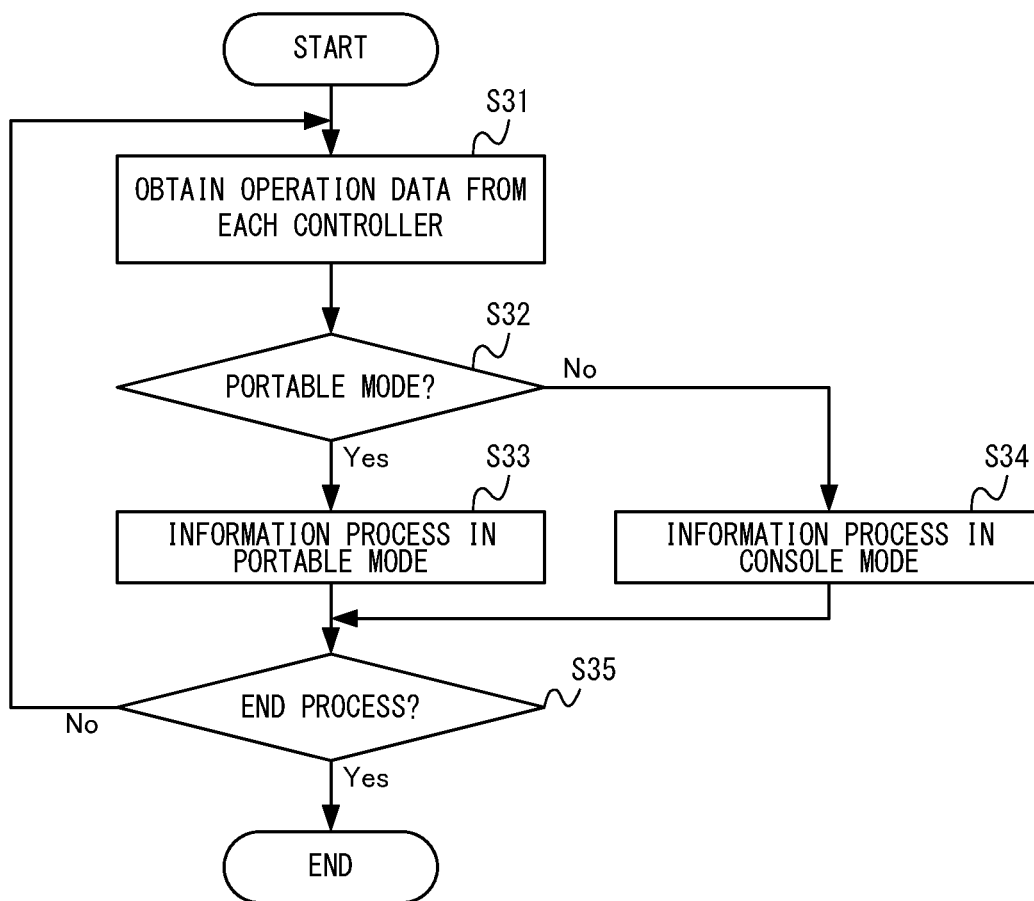 START
S31
OBTAIN OPERATION DATA FROM
EACH CONTROLLER
S32
PORTABLE MODE?
No
Yes
S33
INFORMATION PROCESS IN
PORTABLE MODE
S34
INFORMATION PROCESS IN
CONSOLE MODE
S35
END PROCESS?
No
Yes
END